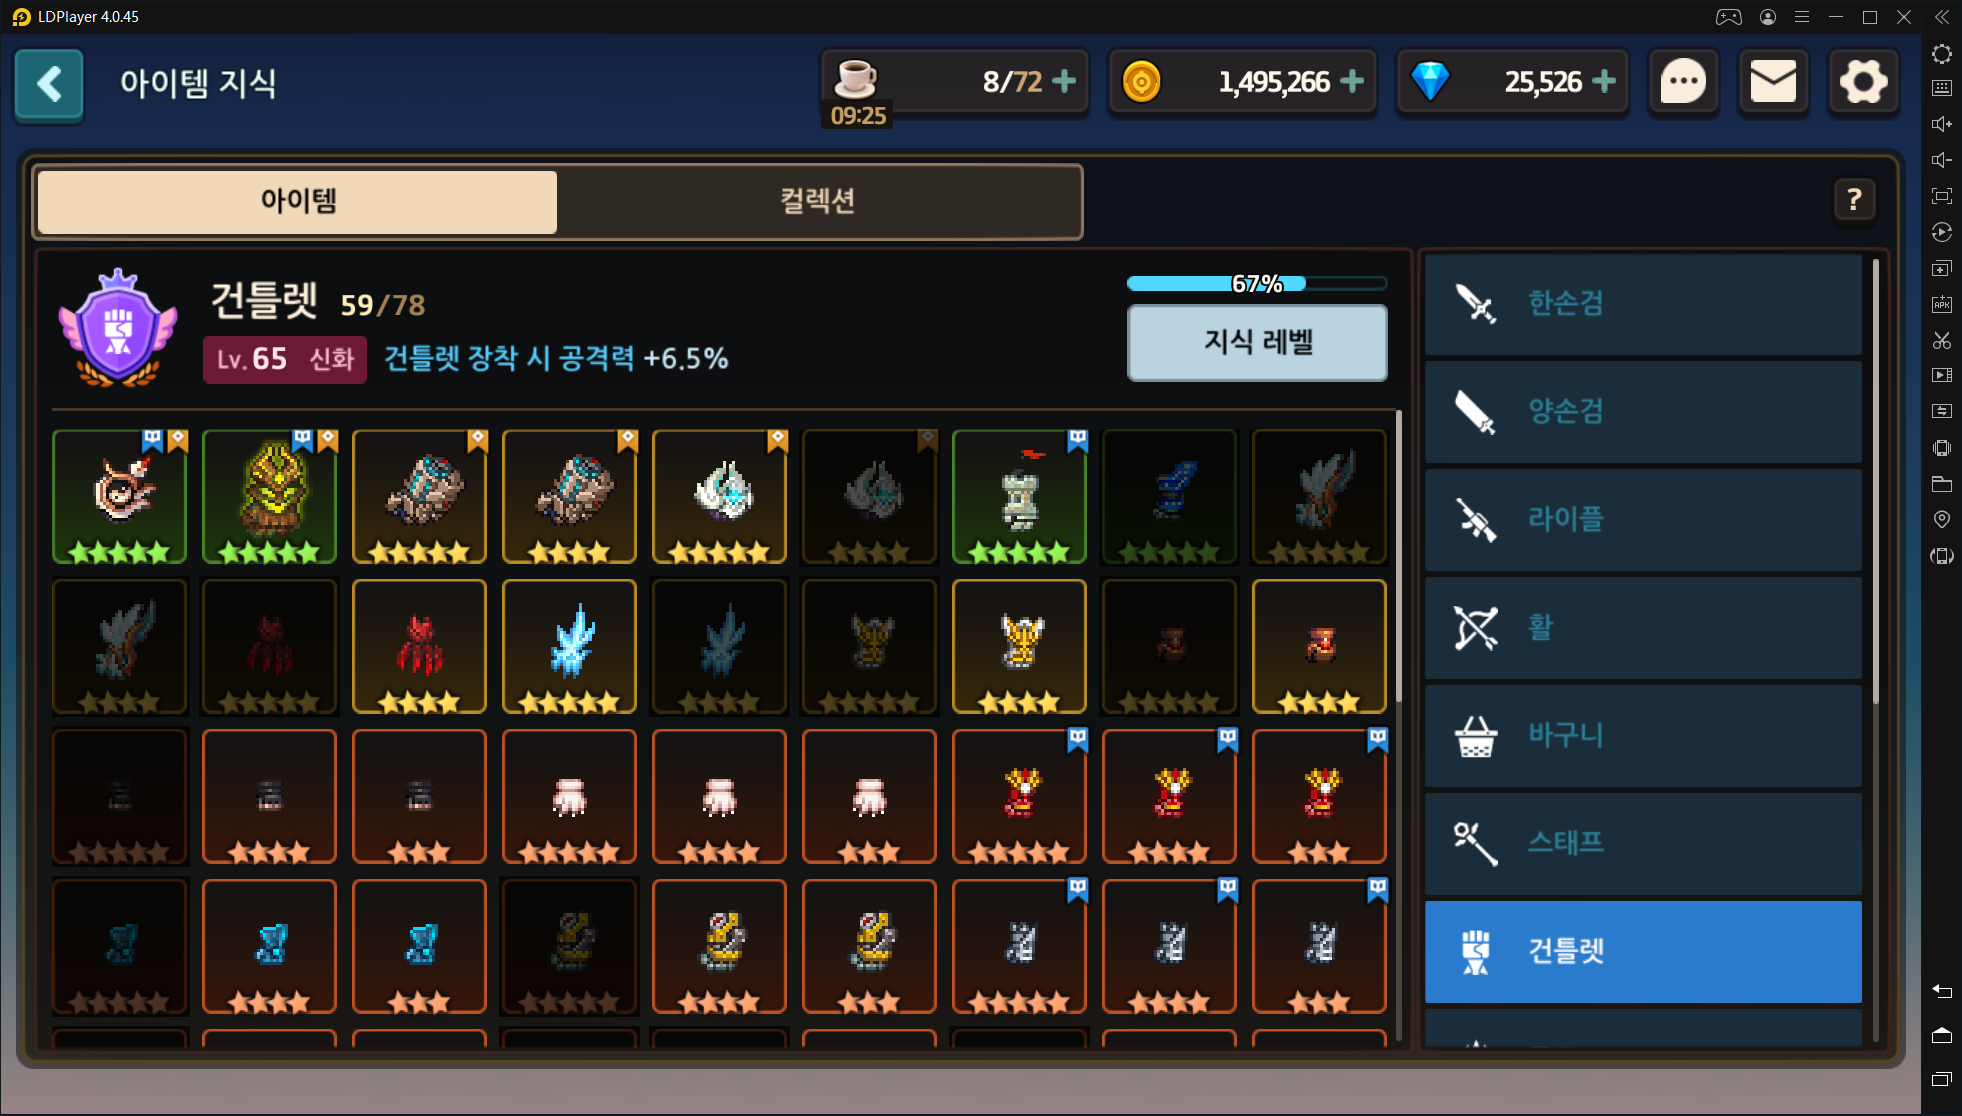 LDPlayer 4.0.45
아이템 지식
8/72
09:25
1,495,266
25,526
아이템
컬렉션
?
건틀렛 59/78
67%
Lv.65 신화
건틀렛 장착 시 공격력 +6.5%
지식 레벨
한손검
양손검
라이플
활
바구니
스태프
건틀렛
APK